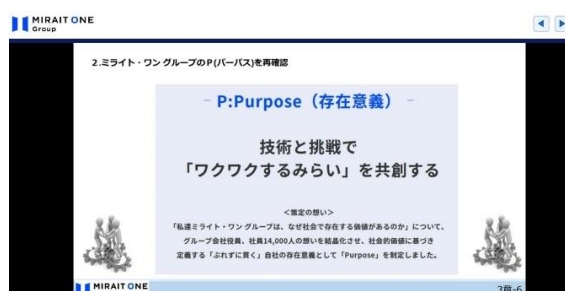 MIRAIT ONE
Group
2.ミライト・ワン グループのP(パーパス)を再確認
P:Purpose（存在意義）
技術と挑戦で
「ワクワクするみらい」を共創する
＜策定の想い＞
「私達ミライト・ワン グループは、なぜ社会で存在する価値があるのか」について、
グループ会社役員、社員14,000人の想いを結晶化させ、社会的価値に基づき
定義する「ぶれずに貫く」自社の存在意義として「Purpose」を制定しました。
MIRAIT ONE
3章-6